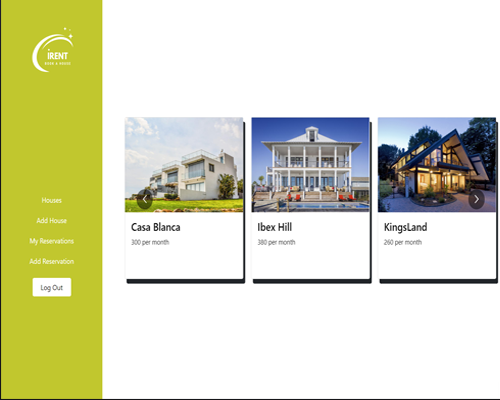 iRENT
BOOK A HOUSE
Houses
Add House
My Reservations
Add Reservation
Log Out
Casa Blanca
300 per month
Ibex Hill
380 per month
KingsLand
260 per month